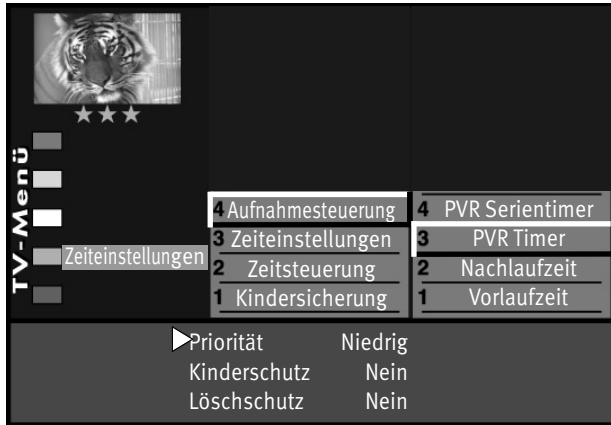 TV-Menü
Zeiteinstellungen
4 Aufnahmesteuerung
3 Zeiteinstellungen
2 Zeitsteuerung
1 Kindersicherung
4 PVR Serientimer
3 PVR Timer
2 Nachlaufzeit
1 Vorlaufzeit
Priorität Niedrig
Kinderschutz Nein
Löschschutz Nein